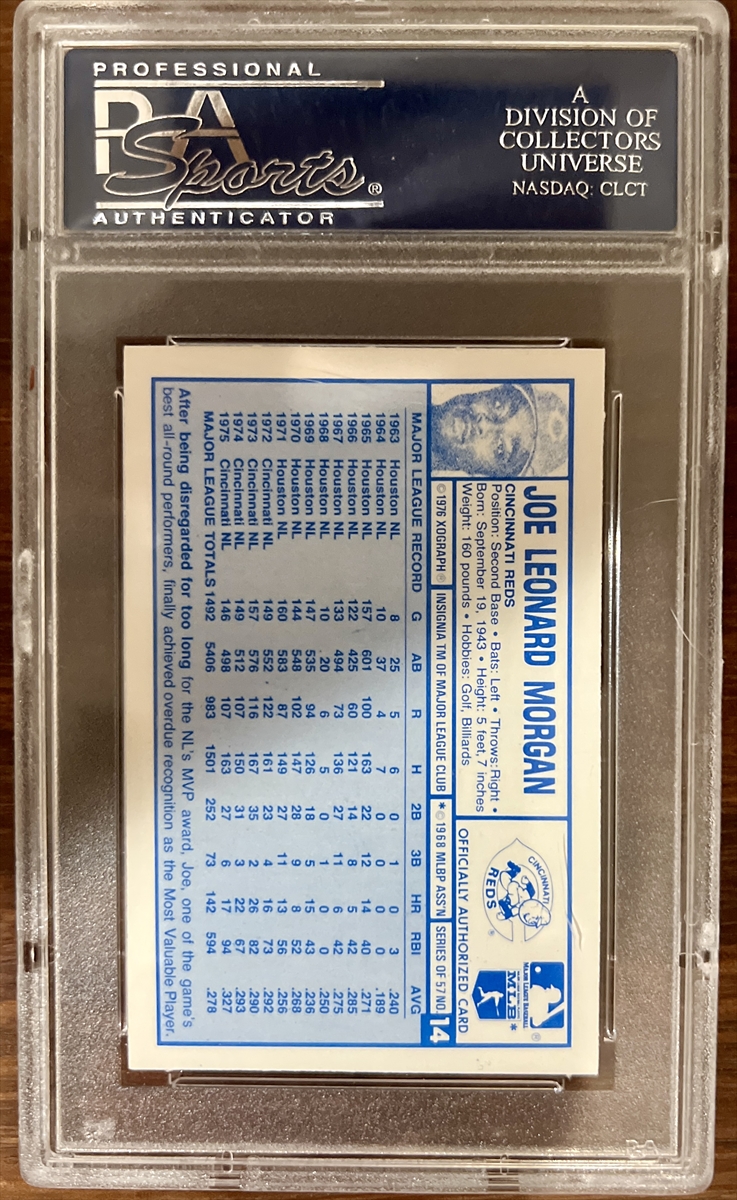 PROFESSIONAL
PSA
Sports®
AUTHENTICATOR
A
DIVISION OF
COLLECTORS
UNIVERSE
NASDAQ: CLCT
JOE LEONARD MORGAN
CINCINNATI REDS
Position: Second Base • Bats: Left • Throws: Right •
Born: September 19, 1943 • Height: 5 feet, 7 inches
Weight: 160 pounds • Hobbies: Golf, Billiards
CINCINNATI
REDS
®
MAJOR LEAGUE BASEBALL
®
MLB*
OFFICIALLY AUTHORIZED CARD
©1976 XOGRAPH® INSIGNIA TM OF MAJOR LEAGUE CLUB *©1968 MLBP ASS'N SERIES OF 57 NO. 14
MAJOR LEAGUE RECORD G AB R H 2B 3B HR RBI AVG
1963 Houston NL 8 25 5 6 0 1 0 3 .240
1964 Houston NL 10 37 4 7 0 0 0 0 .189
1965 Houston NL 157 601 100 163 22 12 14 40 .271
1966 Houston NL 122 425 60 121 14 8 5 42 .285
1967 Houston NL 133 494 73 136 27 11 6 42 .275
1968 Houston NL 10 20 6 5 0 1 0 0 .250
1969 Houston NL 147 535 94 126 18 5 15 43 .236
1970 Houston NL 144 548 102 147 28 9 8 52 .268
1971 Houston NL 160 583 87 149 27 11 13 56 .256
1972 Cincinnati NL 149 552 122 161 23 4 16 73 .292
1973 Cincinnati NL 157 576 116 167 35 2 26 82 .290
1974 Cincinnati NL 149 512 107 150 31 3 22 67 .293
1975 Cincinnati NL 146 498 107 163 27 6 17 94 .327
MAJOR LEAGUE TOTALS 1492 5406 983 1501 252 73 142 594 .278
After being disregarded for too long for the NL's MVP award, Joe, one of the game's
best all-round performers, finally achieved overdue recognition as the Most Valuable Player.